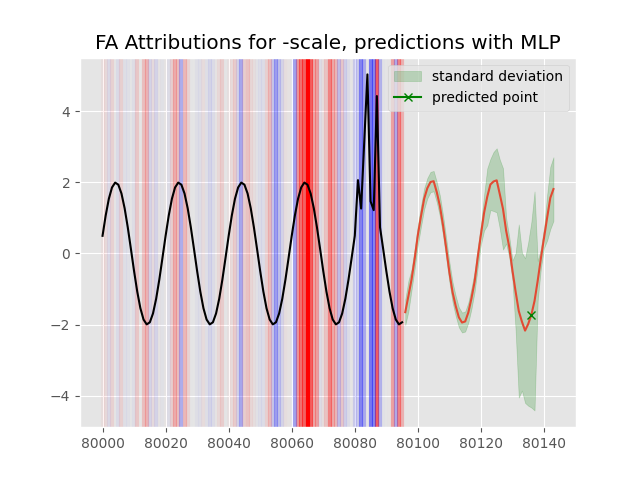 FA Attributions for -scale, predictions with MLP
standard deviation
predicted point
4
2
0
−2
−4
80000 80020 80040 80060 80080 80100 80120 80140